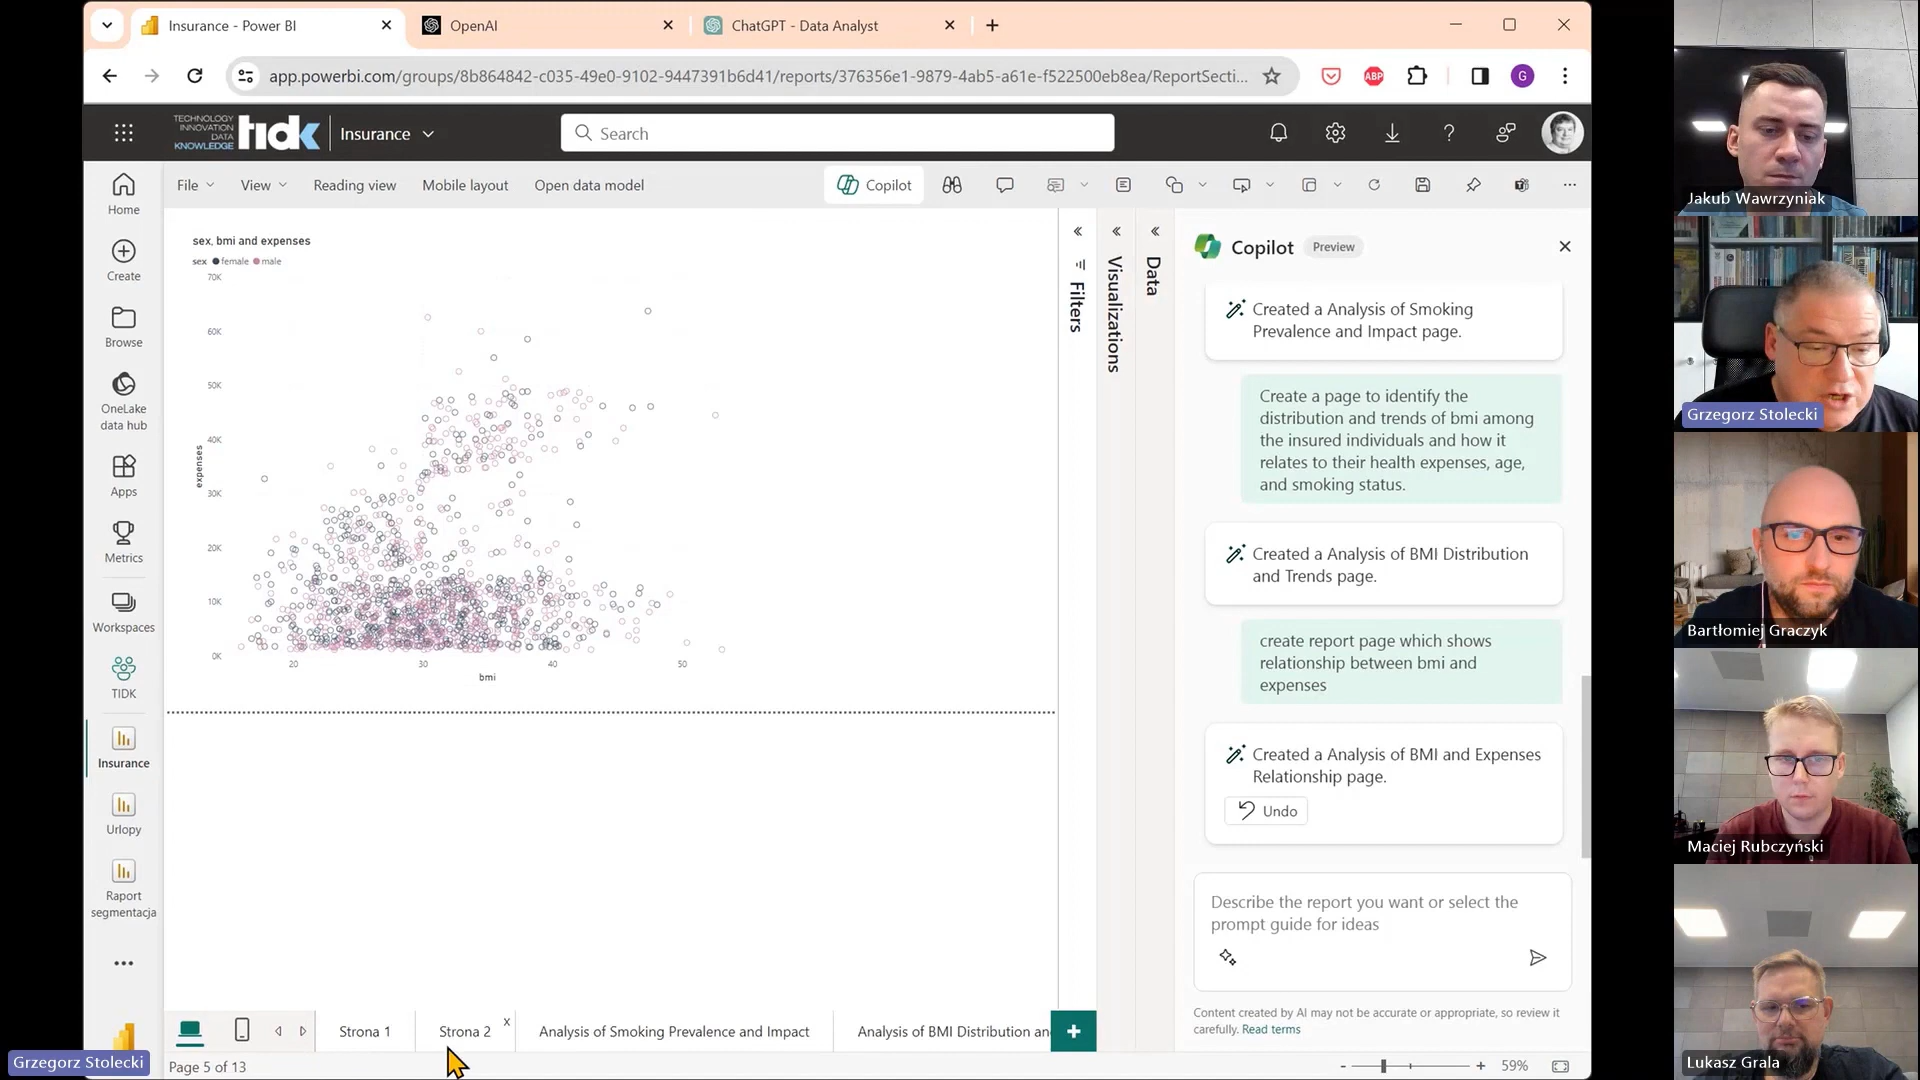 Insurance - Power BI
OpenAI
ChatGPT - Data Analyst
app.powerbi.com/groups/8b864842-c035-49e0-9102-9447391b6d41/reports/376356e1-9879-4ab5-a61e-f522500eb8ea/ReportSecti...
ABP
G
TECHNOLOGY
INNOVATION
DATA
KNOWLEDGE
tidk
Insurance
Search
File
View
Reading view
Mobile layout
Open data model
Copilot
Home
Create
Browse
OneLake
data hub
Apps
Metrics
Workspaces
TIDK
Insurance
Urlopy
Raport
segmentacja
sex, bmi and expenses
sex female male
70K
60K
50K
40K
30K
20K
10K
0K
expenses
20
30
40
50
bmi
Filters
Visualizations
Data
Copilot
Preview
Created a Analysis of Smoking
Prevalence and Impact page.
Create a page to identify the
distribution and trends of bmi among
the insured individuals and how it
relates to their health expenses, age,
and smoking status.
Created a Analysis of BMI Distribution
and Trends page.
create report page which shows
relationship between bmi and
expenses
Created a Analysis of BMI and Expenses
Relationship page.
Undo
Describe the report you want or select the
prompt guide for ideas
Content created by AI may not be accurate or appropriate, so review it
carefully. Read terms
Strona 1
Strona 2
x
Analysis of Smoking Prevalence and Impact
Analysis of BMI Distribution an
Page 5 of 13
- + 59%
Grzegorz Stolecki
Jakub Wawrzyniak
Grzegorz Stolecki
Bartłomiej Graczyk
Maciej Rubczyński
Lukasz Grala